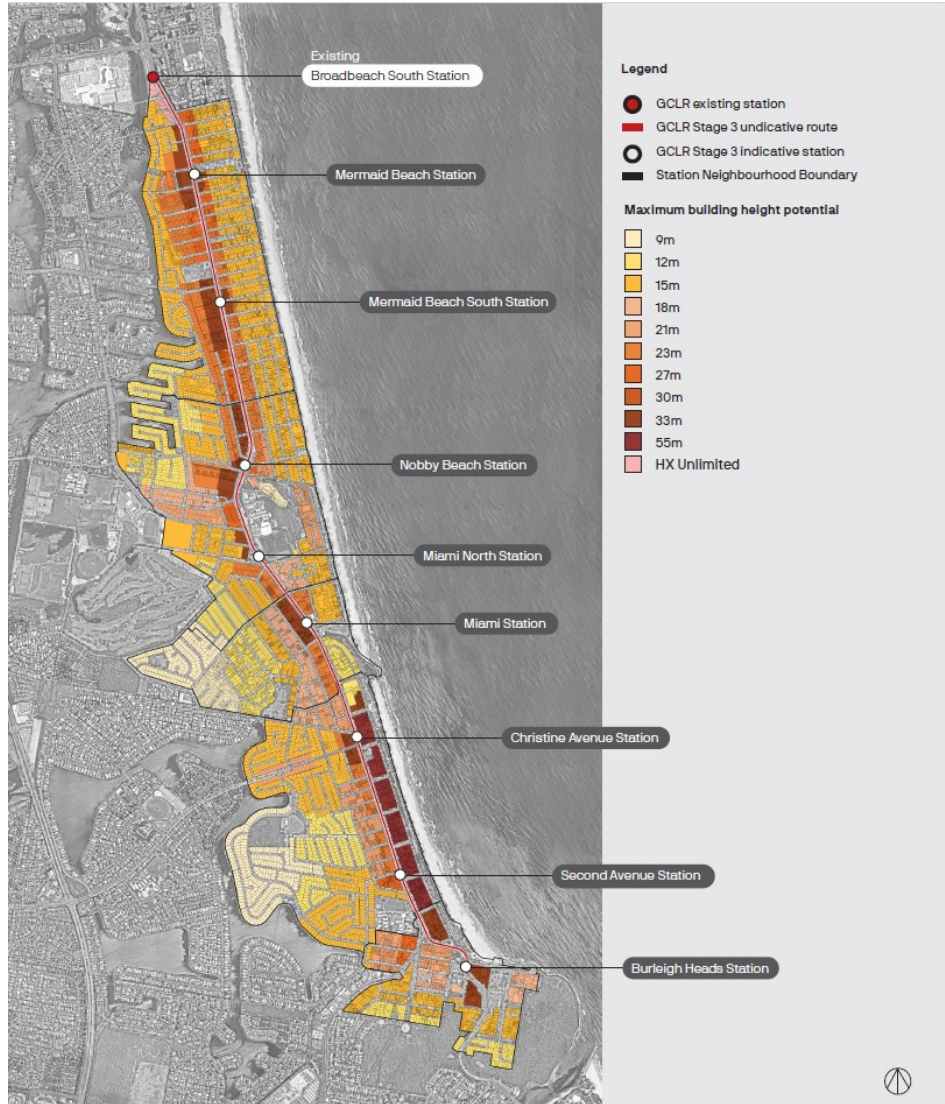 Existing
Broadbeach South Station
Mermaid Beach Station
Mermaid Beach South Station
Nobby Beach Station
Miami North Station
Miami Station
Christine Avenue Station
Second Avenue Station
Burleigh Heads Station
Legend
GCLR existing station
GCLR Stage 3 undicative route
GCLR Stage 3 indicative station
Station Neighbourhood Boundary
Maximum building height potential
9m
12m
15m
18m
21m
23m
27m
30m
33m
55m
HX Unlimited